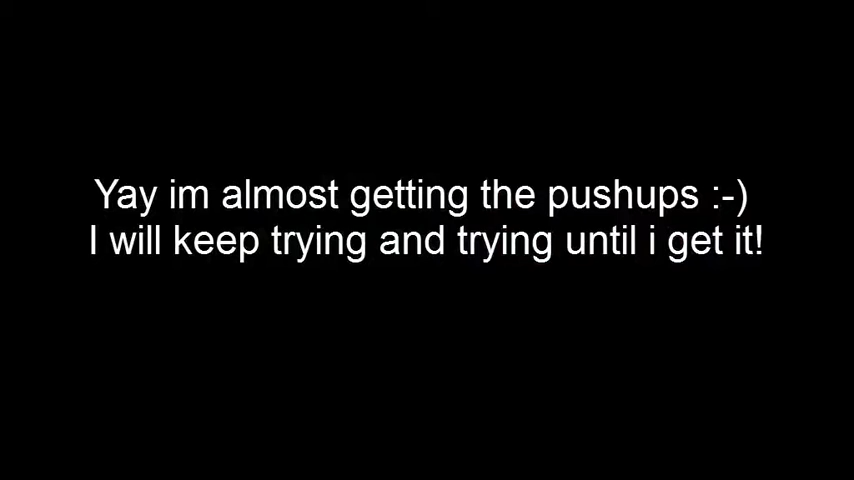 Yay im almost getting the pushups :-)
I will keep trying and trying until i get it!